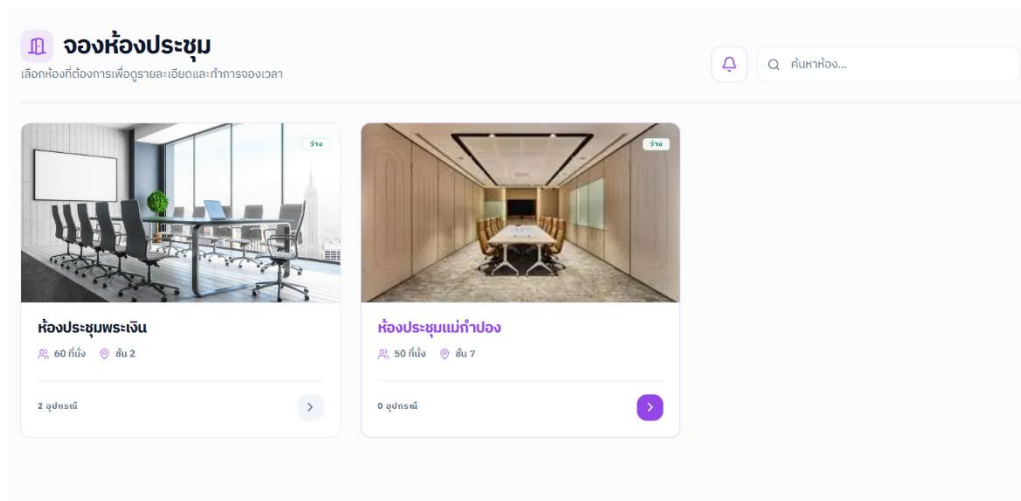 จองห้องประชุม
เลือกห้องที่ต้องการเพื่อดูรายละเอียดและทำการจองเวลา
ค้นหาห้อง...
ว่าง
ว่าง
ห้องประชุมพระเงิน
60 ที่นั่ง ชั้น 2
2 อุปกรณ์
ห้องประชุมแม่กำปอง
50 ที่นั่ง ชั้น 7
0 อุปกรณ์